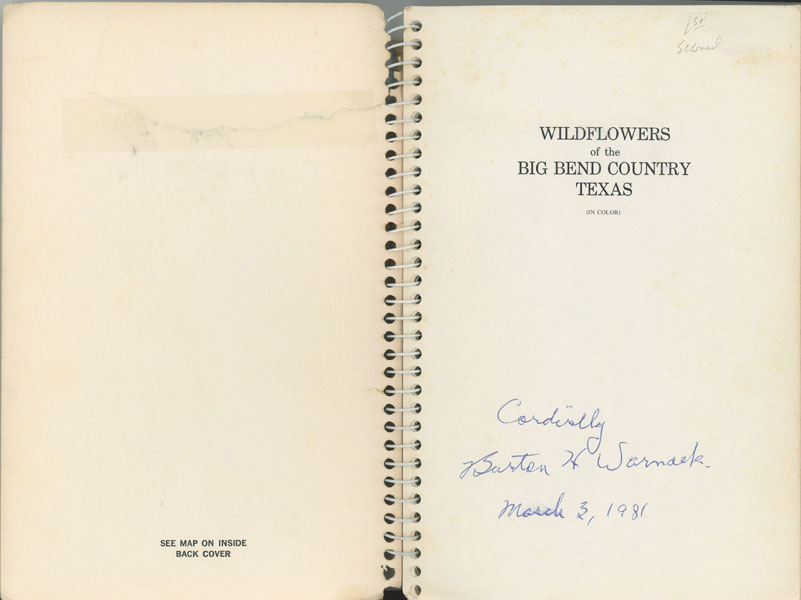 SEE MAP ON INSIDE
BACK COVER
1st
Second
WILDFLOWERS
of the
BIG BEND COUNTRY
TEXAS
(IN COLOR)
Cordially
Barton H Warnock.
March 3, 1981